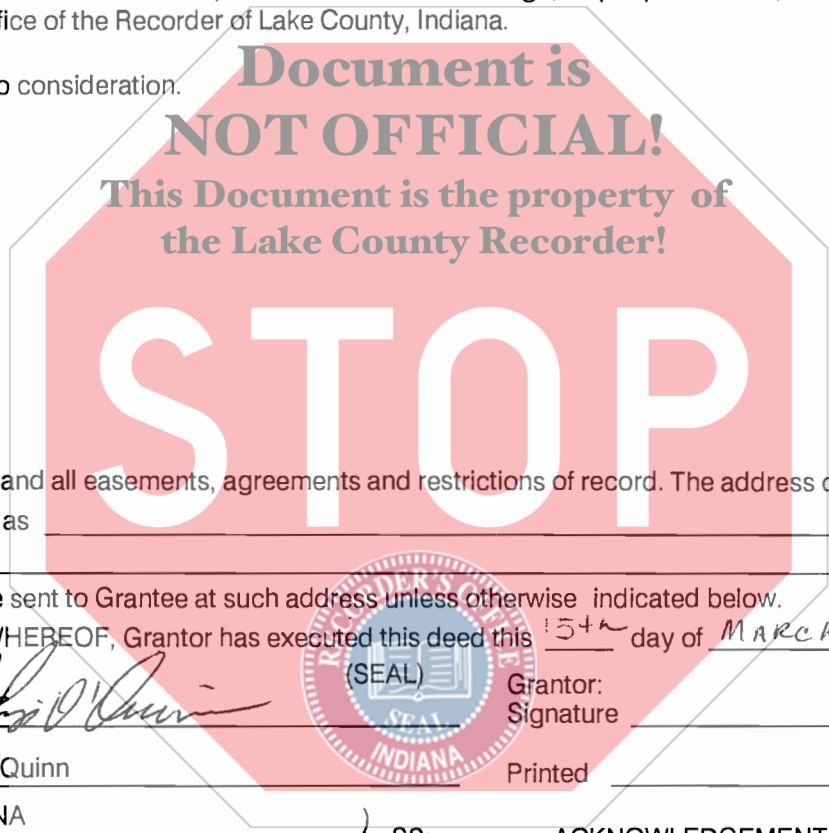 fice of the Recorder of Lake County, Indiana.
o consideration.
Document is
NOT OFFICIAL!
This Document is the property of
the Lake County Recorder!
STOP
and all easements, agreements and restrictions of record. The address o
as
e sent to Grantee at such address unless otherwise indicated below.
WHEREOF, Grantor has executed this deed this 15th day of MARCH
(SEAL)
Grantor:
Signature
RECORDER'S OFFICE
SEAL
INDIANA
Quinn
Printed
NA
) SS: ACKNOWLEDGEMENT